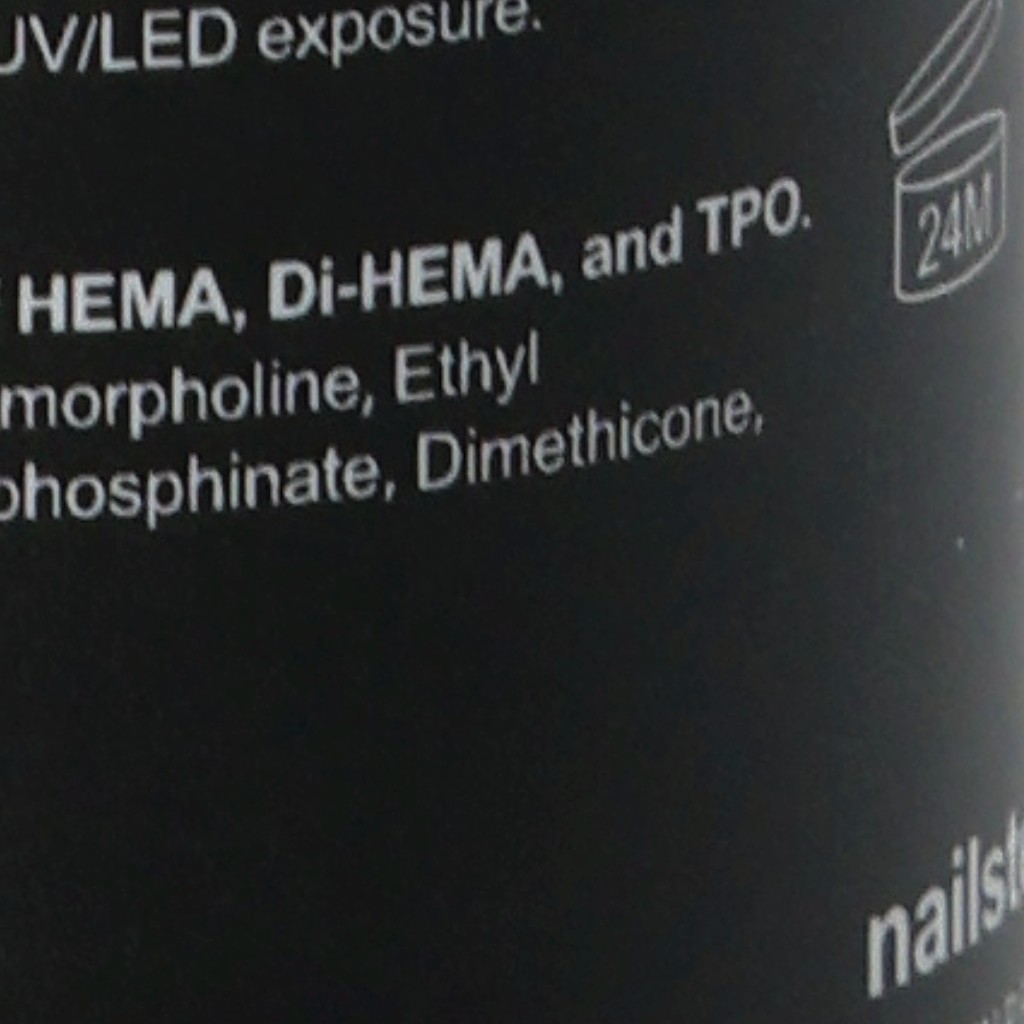 UV/LED exposure.
24M
HEMA, Di-HEMA, and TPO.
morpholine, Ethyl
phosphinate, Dimethicone,
nailst